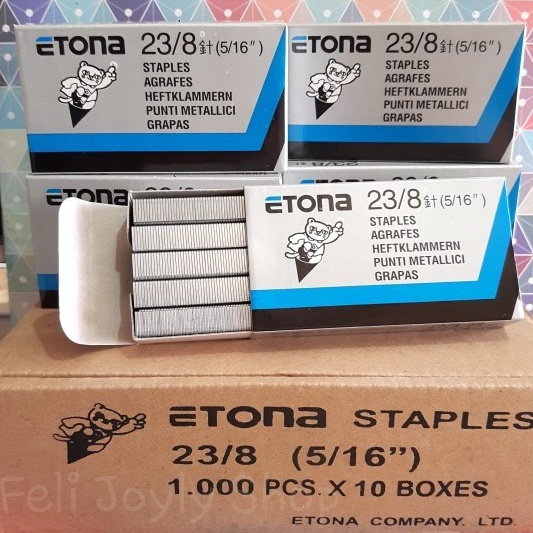 ETONA 23/8 針 (5/16")
STAPLES
AGRAFES
HEFTKLAMMERN
PUNTI METALLICI
GRAPAS
ETONA 23/8 針 (5/16")
STAPLES
AGRAFES
HEFTKLAMMERN
PUNTI METALLICI
GRAPAS
ETONA
ETONA 23/8 針 (5/16")
STAPLES
AGRAFES
HEFTKLAMMERN
PUNTI METALLICI
GRAPAS
ETONA STAPLES
23/8 (5/16")
1.000 PCS. X 10 BOXES
Feli Joyly Shop
ETONA COMPANY. LTD.